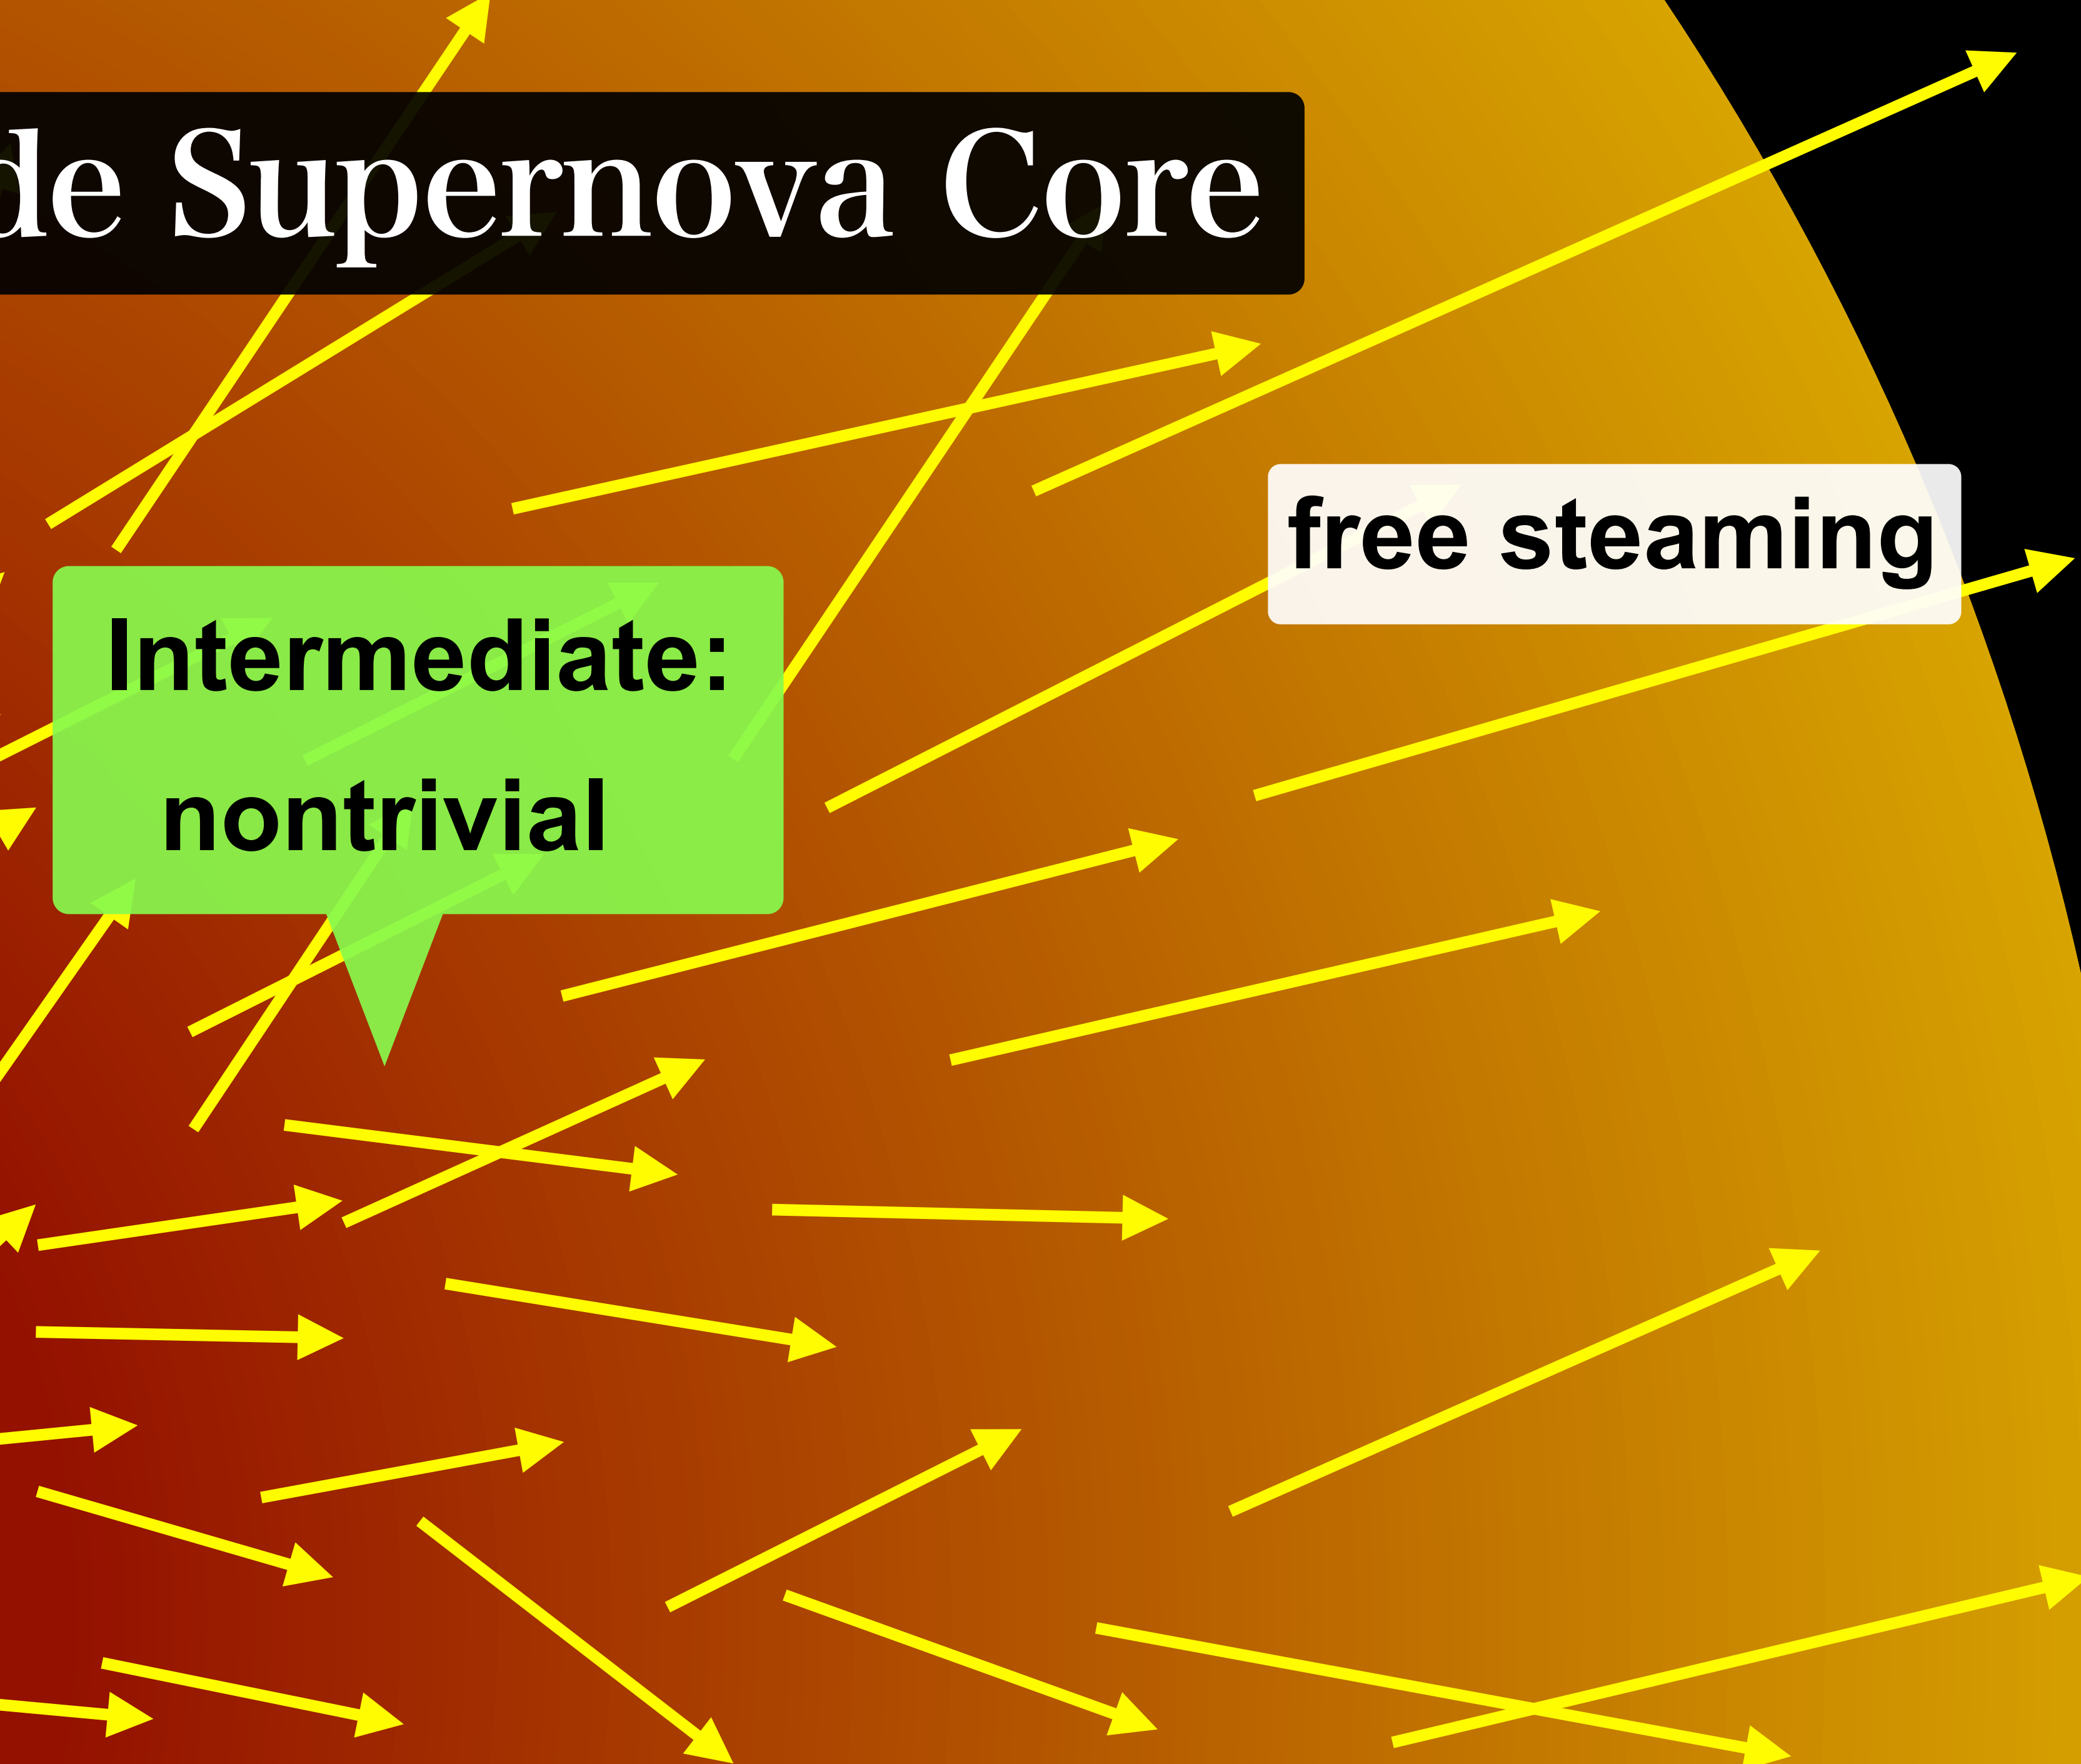 de Supernova Core
free steaming
Intermediate:
nontrivial